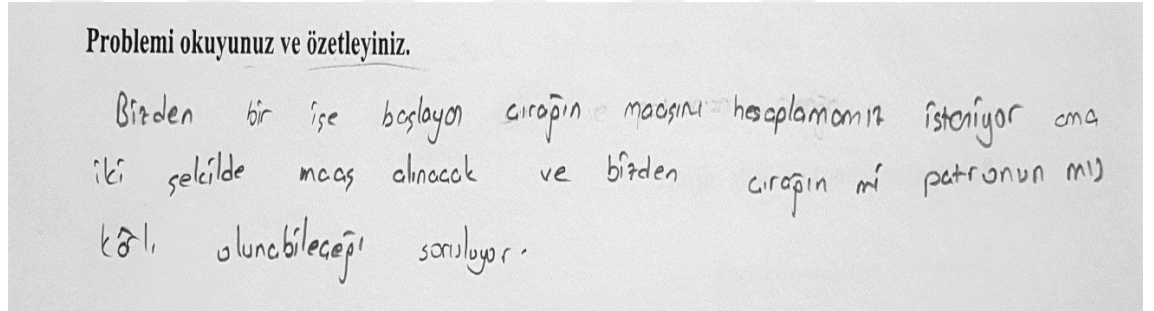 Problemi okuyunuz ve özetleyiniz.
Bizden bir işe başlayan çırağın maaşını hesaplamamız isteniyor ama
iki şekilde maaş alınacak ve bizden çırağın mı patronun mu
kârlı olunabileceği soruluyor.